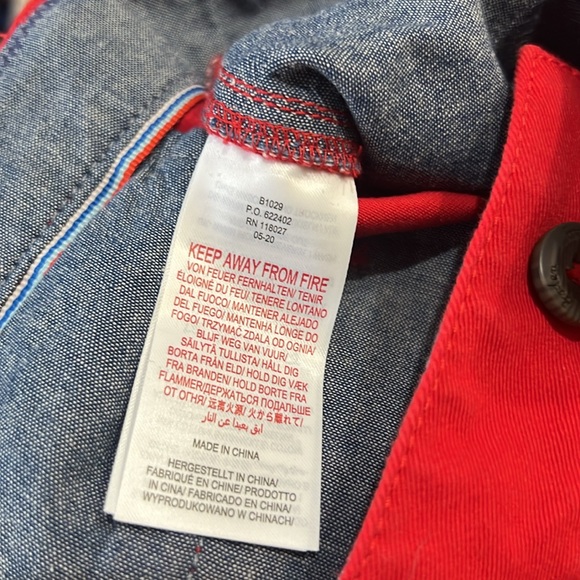 B1029
P.O. 622402
RN 118027
05-20
KEEP AWAY FROM FIRE
VON FEUER FERNHALTEN/ TENIR
ÉLOIGNÉ DU FEU/ TENERE LONTANO
DAL FUOCO/ MANTENER ALEJADO
DEL FUEGO/ MANTENHA LONGE DO
FOGO/ TRZYMAĆ ZDALA OD OGNIA/
BLIJF WEG VAN VUUR/
SÄILYTÄ TULLISTA/ HÅLL DIG
BORTA FRÅN ELD/ HOLD DIG VÆK
FRA BRANDEN/ HOLD BORTE FRA
FLAMMER/ДЕРЖАТЬСЯ ПОДАЛЬШЕ
ОТ ОГНЯ/ 远离火源/ 火から離れて/
ابق بعيدا عن النار
MADE IN CHINA
HERGESTELLT IN CHINA/
FABRIQUÉ EN CHINE/ PRODOTTO
IN CINA/ FABRICADO EN CHINA/
WYPRODUKOWANO W CHINACH/